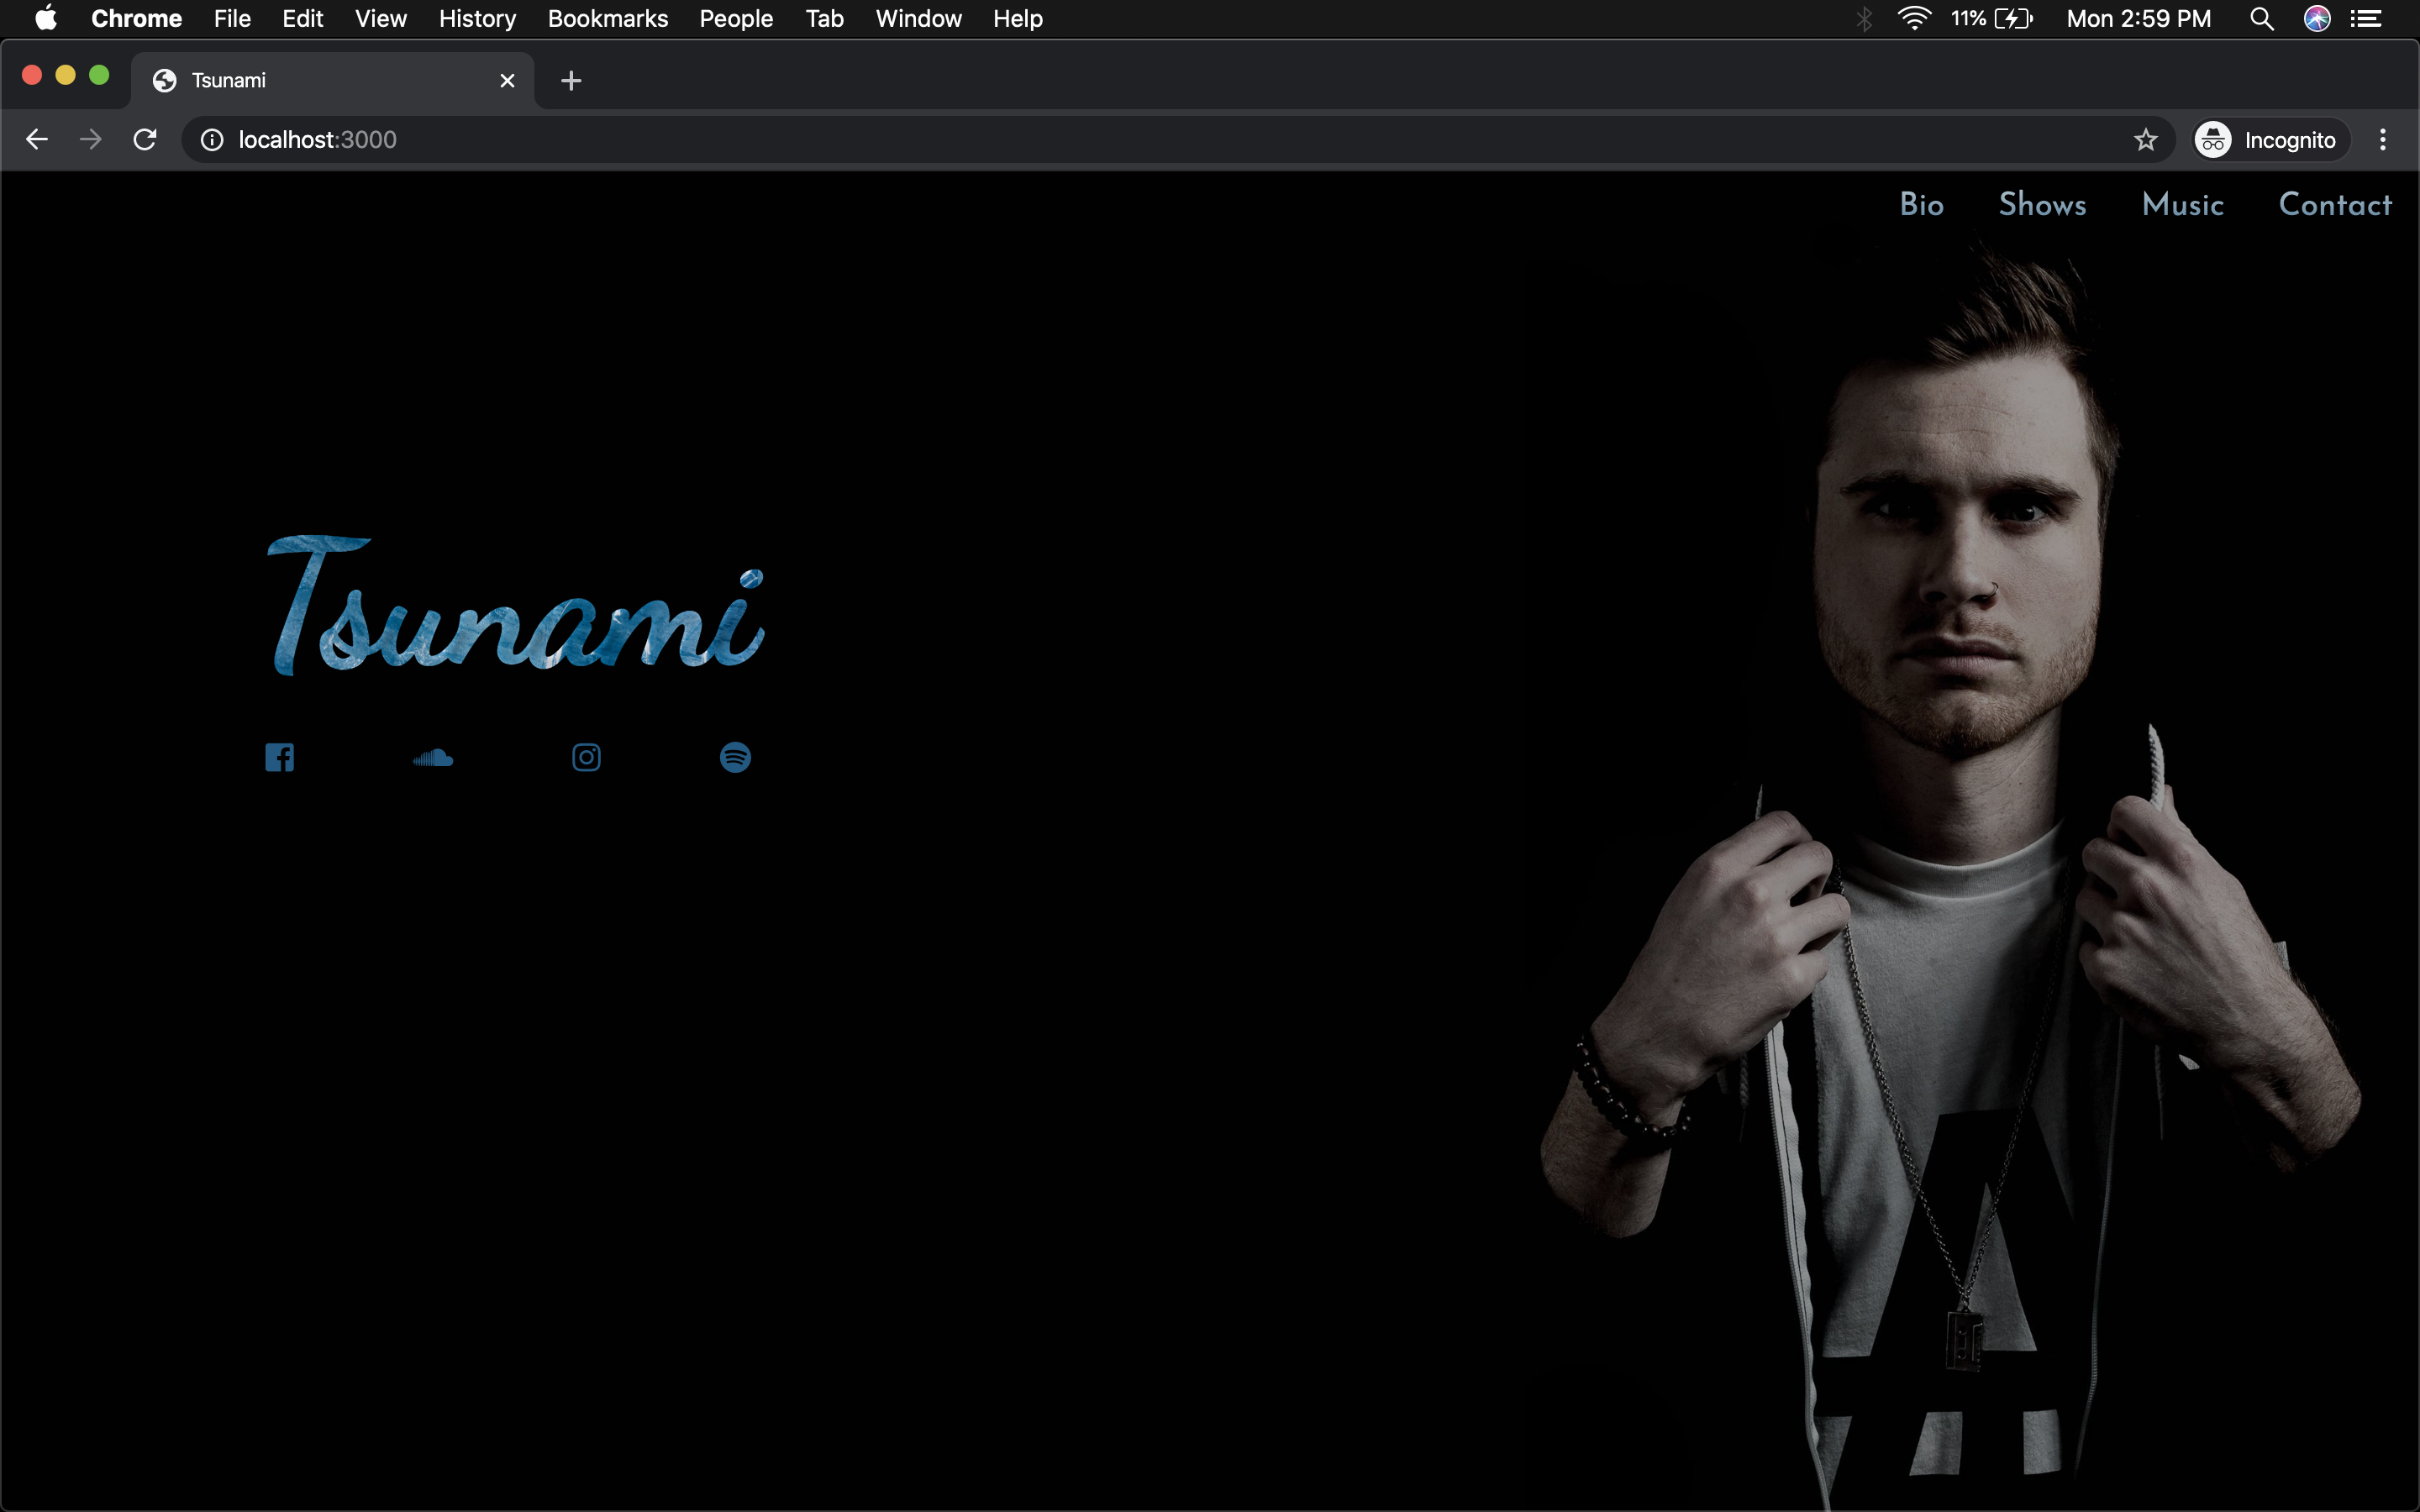 Chrome File Edit View History Bookmarks People Tab Window Help 11% Mon 2:59 PM
Tsunami
localhost:3000 Incognito
Bio Shows Music Contact
Tsunami